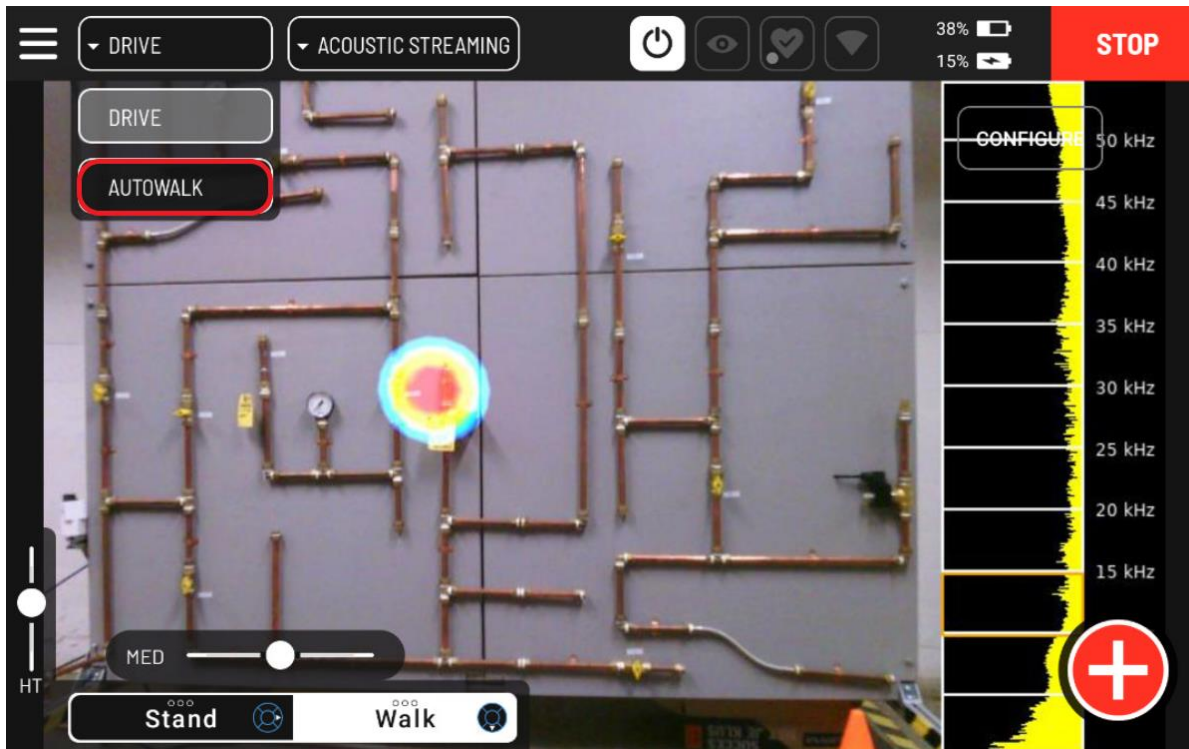 DRIVE
ACOUSTIC STREAMING
38%
15%
STOP
DRIVE
AUTOWALK
CONFIGURE
50 kHz
45 kHz
40 kHz
35 kHz
30 kHz
25 kHz
20 kHz
15 kHz
MED
HT
Stand
Walk